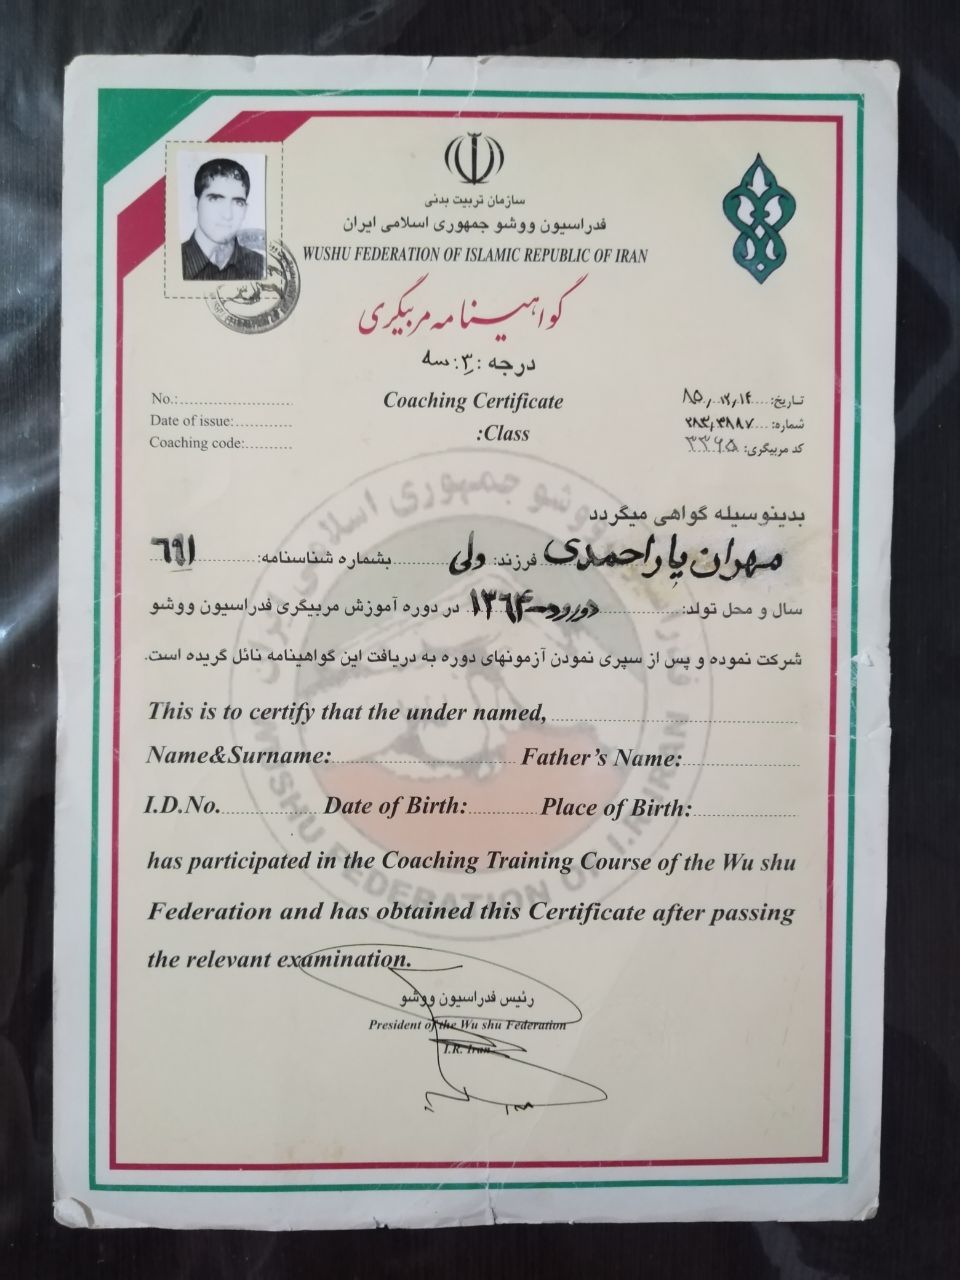 سازمان تربیت بدنی
فدراسیون ووشو جمهوری اسلامی ایران
WUSHU FEDERATION OF ISLAMIC REPUBLIC OF IRAN
گواهینامه مربیگری
درجه :۳: سه
Coaching Certificate
:Class
No.:
Date of issue:
Coaching code:
تاریخ: ۸۵,۱۲,۱۴
شماره: ۲۸۳,۳۸۸۷
کد مربیگری: ۳۳۶۵
بدینوسیله گواهی میگردد
مهران یاراحمدی فرزند: ولی بشماره شناسنامه: ۶۹۱
سال و محل تولد: دورود-۱۳۶۴ در دوره آموزش مربیگری فدراسیون ووشو
شرکت نموده و پس از سپری نمودن آزمونهای دوره به دریافت این گواهینامه نائل گریده است.
This is to certify that the under named,
Name&Surname: Father's Name:
I.D.No. Date of Birth: Place of Birth:
has participated in the Coaching Training Course of the Wu shu
Federation and has obtained this Certificate after passing
the relevant examination.
رئیس فدراسیون ووشو
President of the Wu shu Federation
I.R. Iran